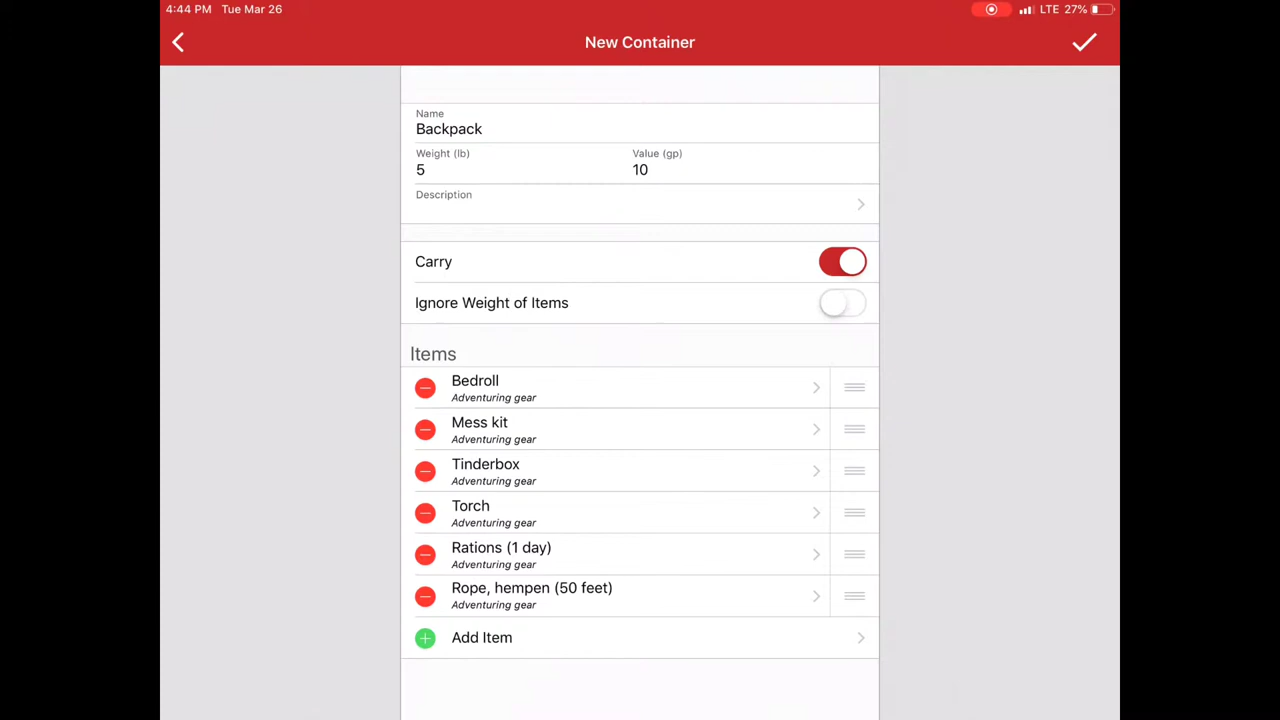 4:44 PM Tue Mar 26 LTE 27%
New Container
Name
Backpack
Weight (lb) Value (gp)
5 10
Description
Carry
Ignore Weight of Items
Items
Bedroll
Adventuring gear
Mess kit
Adventuring gear
Tinderbox
Adventuring gear
Torch
Adventuring gear
Rations (1 day)
Adventuring gear
Rope, hempen (50 feet)
Adventuring gear
Add Item